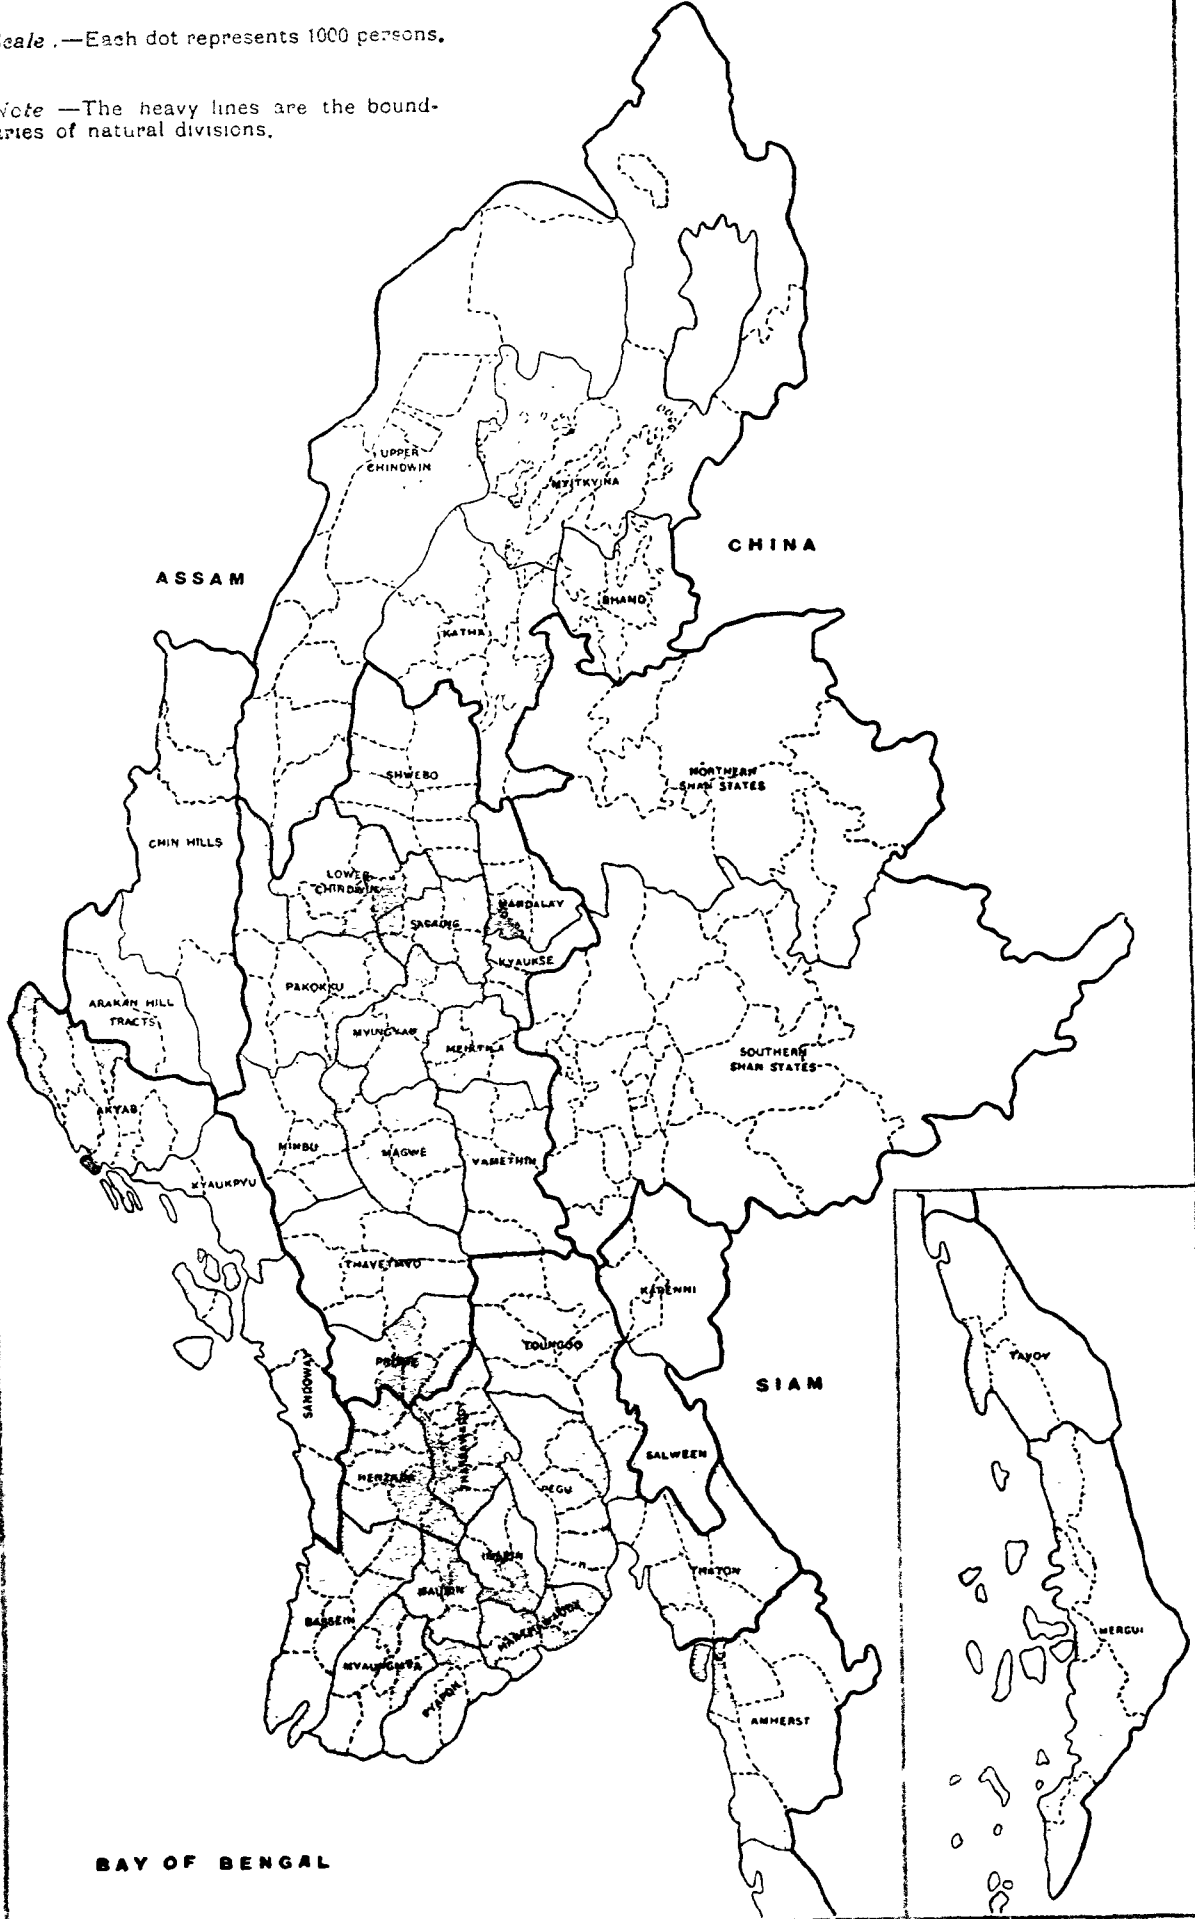 Scale .—Each dot represents 1000 persons.
Note —The heavy lines are the bound-
aries of natural divisions.
UPPER
CHINDWIN
MYITKYINA
CHINA
ASSAM
BHAMO
KATHA
SHWEBO
NORTHERN
SHAN STATES
CHIN HILLS
LOWER
CHINDWIN
MANDALAY
SAGAING
KYAUKSE
PAKOKKU
ARAKAN HILL
TRACTS
MYINGYAN
MEIKTILA
SOUTHERN
SHAN STATES
AKYAB
MINBU
MAGWE
YAMETHIN
KYAUKPYU
THAYETMYO
KARENNI
TOUNGOO
PROME
SANDOWAY
SIAM
TAVOY
THARRAWADDY
SALWEEN
HENZADA
PEGU
INSEIN
THATON
MAUBIN
BASSEIN
HANTHAWADDY
MERGUI
MYAUNGMYA
PYAPON
AMHERST
BAY OF BENGAL